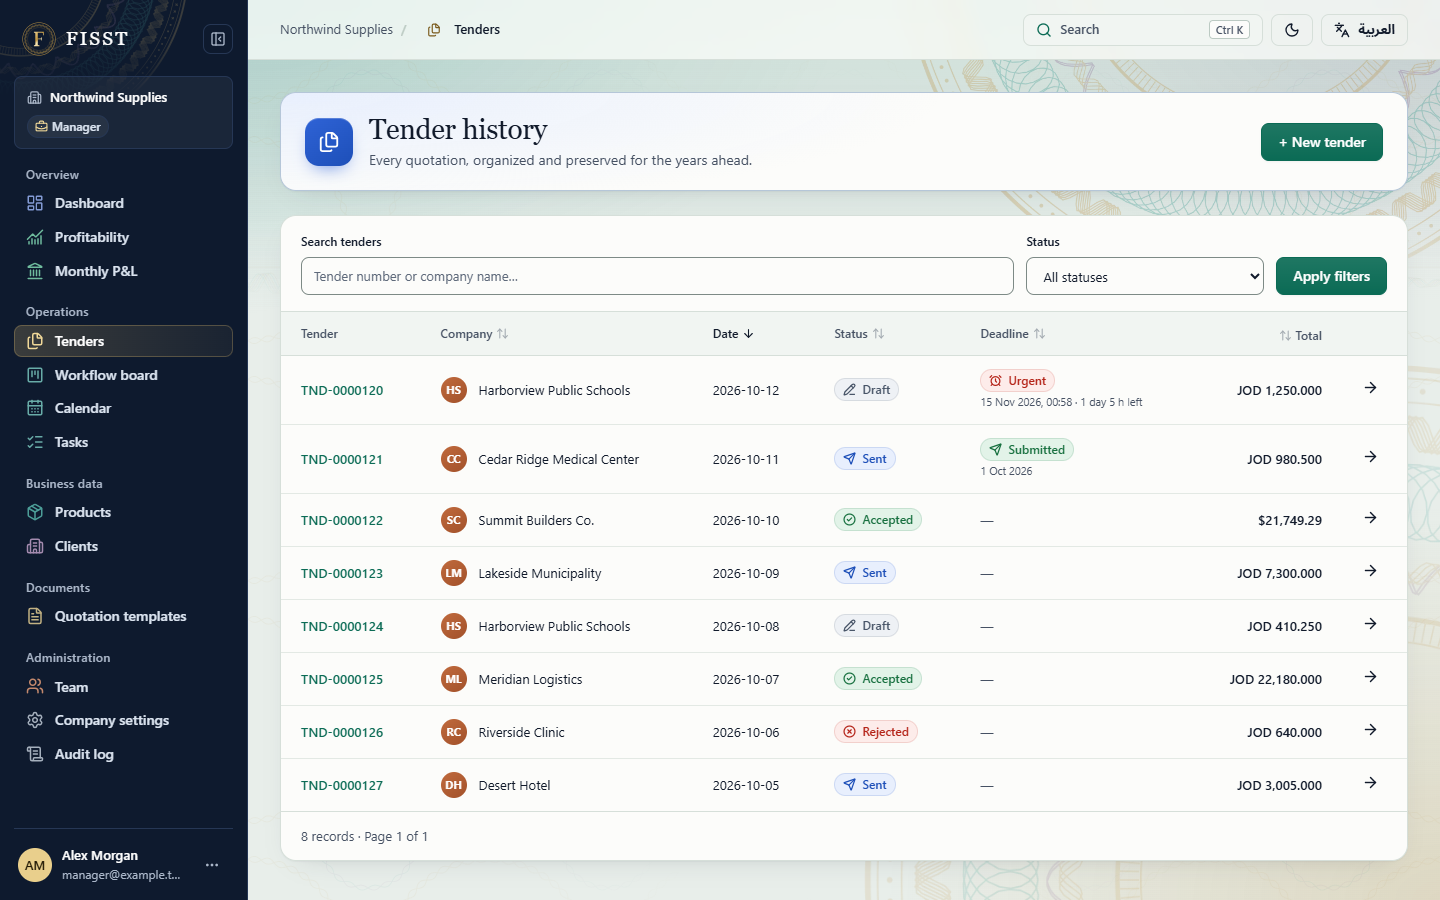 FISST
Northwind Supplies
Manager
Overview
Dashboard
Profitability
Monthly P&L
Operations
Tenders
Workflow board
Calendar
Tasks
Business data
Products
Clients
Documents
Quotation templates
Administration
Team
Company settings
Audit log
AM
Alex Morgan
manager@example.t...
Northwind Supplies / Tenders
Search Ctrl K
العربية
Tender history
Every quotation, organized and preserved for the years ahead.
+ New tender
Search tenders
Tender number or company name...
Status
All statuses
Apply filters
Tender Company Date Status Deadline Total
TND-0000120 HS Harborview Public Schools 2026-10-12 Draft Urgent JOD 1,250.000
15 Nov 2026, 00:58 · 1 day 5 h left
TND-0000121 CC Cedar Ridge Medical Center 2026-10-11 Sent Submitted JOD 980.500
1 Oct 2026
TND-0000122 SC Summit Builders Co. 2026-10-10 Accepted — $21,749.29
TND-0000123 LM Lakeside Municipality 2026-10-09 Sent — JOD 7,300.000
TND-0000124 HS Harborview Public Schools 2026-10-08 Draft — JOD 410.250
TND-0000125 ML Meridian Logistics 2026-10-07 Accepted — JOD 22,180.000
TND-0000126 RC Riverside Clinic 2026-10-06 Rejected — JOD 640.000
TND-0000127 DH Desert Hotel 2026-10-05 Sent — JOD 3,005.000
8 records · Page 1 of 1